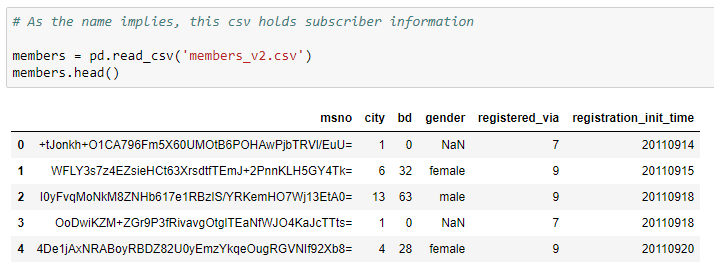 # As the name implies, this csv holds subscriber information
members = pd.read_csv('members_v2.csv')
members.head()
msno city bd gender registered_via registration_init_time
0 +tJonkh+O1CA796Fm5X60UMOtB6POHAwPjbTRVl/EuU= 1 0 NaN 7 20110914
1 WFLY3s7z4EZsieHCt63XrsdtfTEmJ+2PnnKLH5GY4Tk= 6 32 female 9 20110915
2 I0yFvqMoNkM8ZNHb617e1RBzIS/YRKemHO7Wj13EtA0= 13 63 male 9 20110918
3 OoDwiKZM+ZGr9P3fRivavgOtglTEaNfWJO4KaJcTTts= 1 0 NaN 7 20110918
4 4De1jAxNRABoyRBDZ82U0yEmzYkqeOugRGVNIf92Xb8= 4 28 female 9 20110920